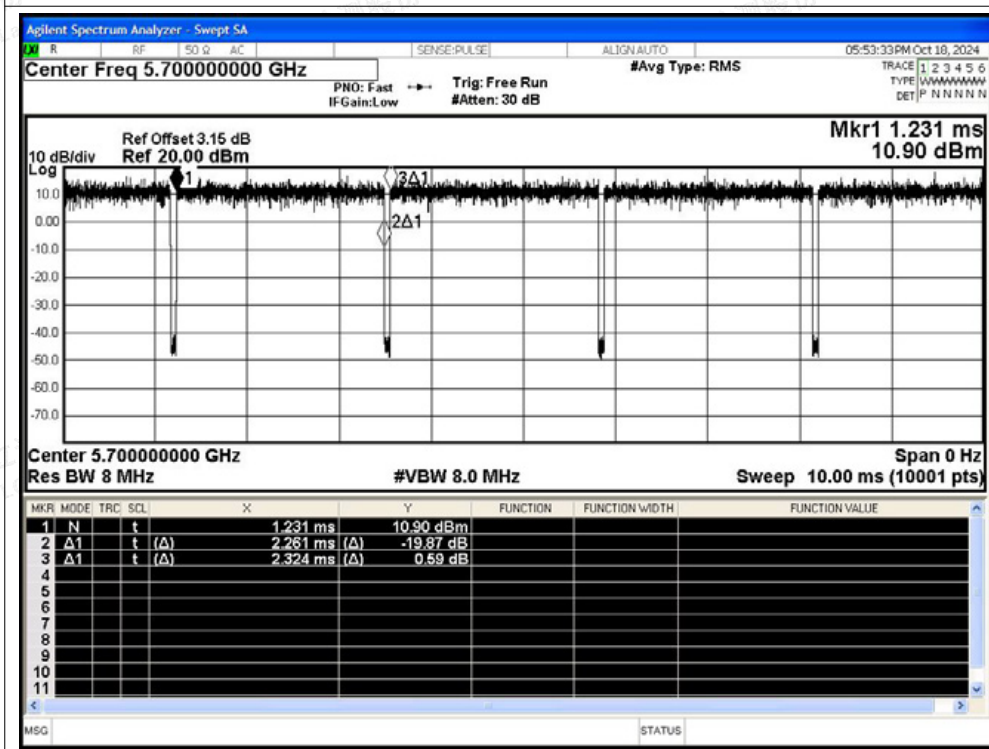 Agilent Spectrum Analyzer - Swept SA
R RF 50 Ω AC SENSE:PULSE ALIGN AUTO 05:53:33 PM Oct 18, 2024
Center Freq 5.700000000 GHz #Avg Type: RMS TRACE 1 2 3 4 5 6
PNO: Fast Trig: Free Run TYPE WWWWWW
IFGain:Low #Atten: 30 dB DET P N N N N N
Mkr1 1.231 ms
Ref Offset 3.15 dB
10 dB/div Ref 20.00 dBm 10.90 dBm
Log
1 3Δ1
10.0
2Δ1
0.00
-10.0
-20.0
-30.0
-40.0
-50.0
-60.0
-70.0
Center 5.700000000 GHz Span 0 Hz
Res BW 8 MHz #VBW 8.0 MHz Sweep 10.00 ms (10001 pts)
MKR MODE TRC SCL X Y FUNCTION FUNCTION WIDTH FUNCTION VALUE
1 N t 1.231 ms 10.90 dBm
2 Δ1 t (Δ) 2.261 ms (Δ) -19.87 dB
3 Δ1 t (Δ) 2.324 ms (Δ) 0.59 dB
4
5
6
7
8
9
10
11
MSG STATUS